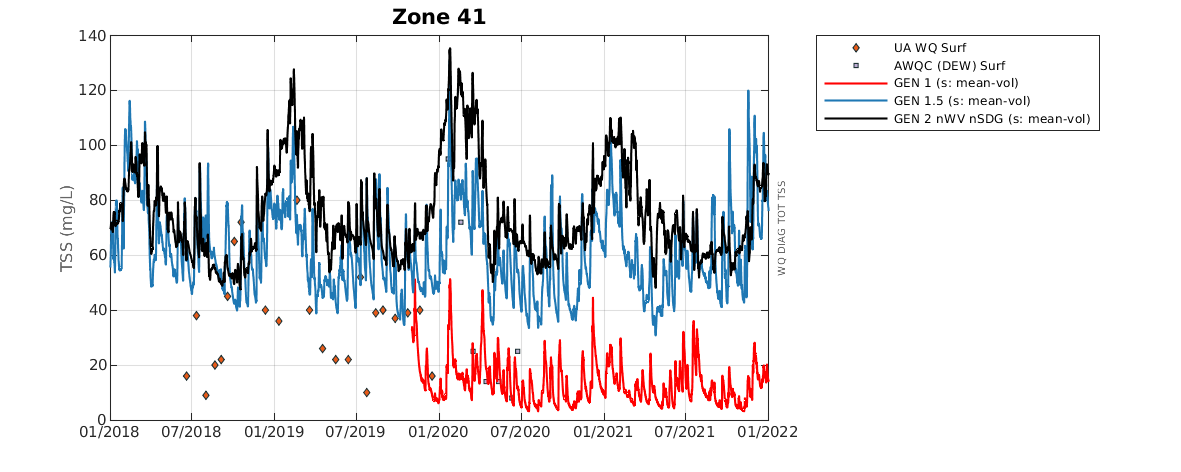 Zone 41
TSS (mg/L)
140
120
100
80
60
40
20
0
01/2018
07/2018
01/2019
07/2019
01/2020
07/2020
01/2021
07/2021
01/2022
UA WQ Surf
AWQC (DEW) Surf
GEN 1 (s: mean-vol)
GEN 1.5 (s: mean-vol)
GEN 2 nWV nSDG (s: mean-vol)
WQ DIAG TOT TSS